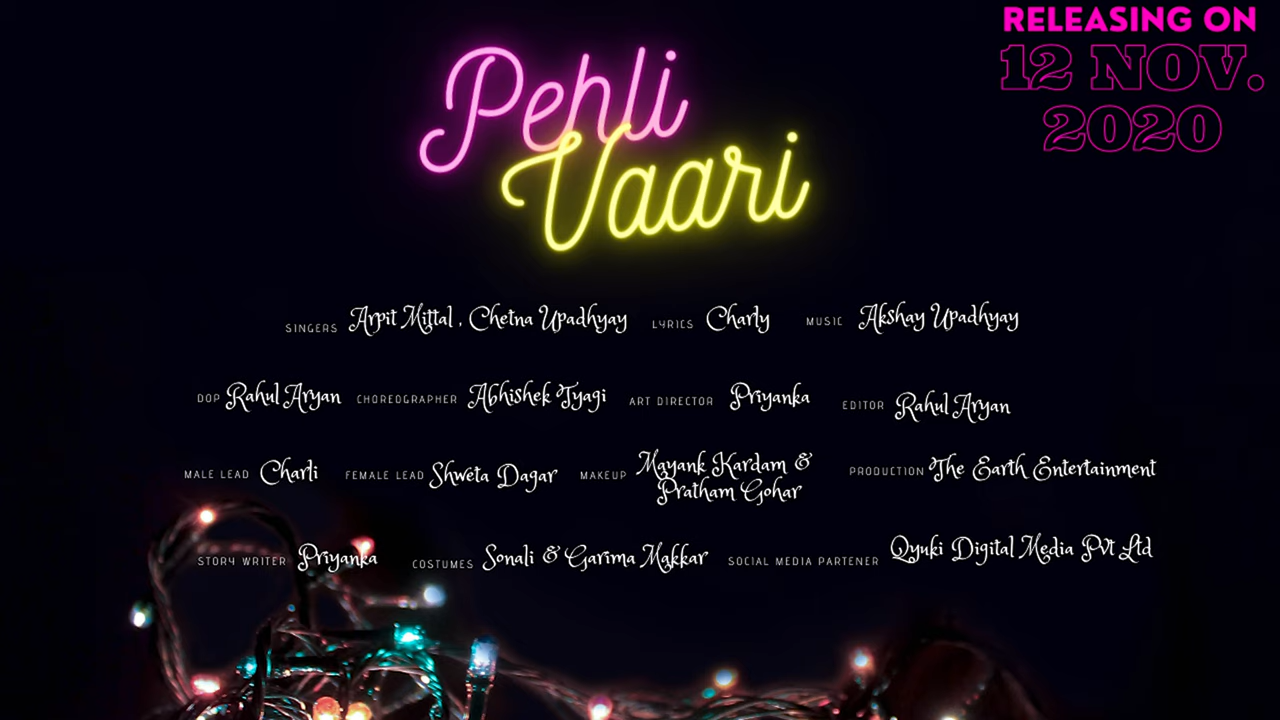 RELEASING ON
12 NOV.
2020
Pehli
Vaari
SINGERS Arpit Mittal , Chetna Upadhyay LYRICS Charly MUSIC Akshay Upadhyay
DOP Rahul Aryan CHOREOGRAPHER Abhishek Tyagi ART DIRECTOR Priyanka EDITOR Rahul Aryan
MALE LEAD Charli FEMALE LEAD Shweta Dagar MAKEUP Mayank Kardam & PRODUCTION The Earth Entertainment
Pratham Gohar
STORY WRITER Priyanka COSTUMES Sonali & Garima Makkar SOCIAL MEDIA PARTENER Qyuki Digital Media Pvt Ltd